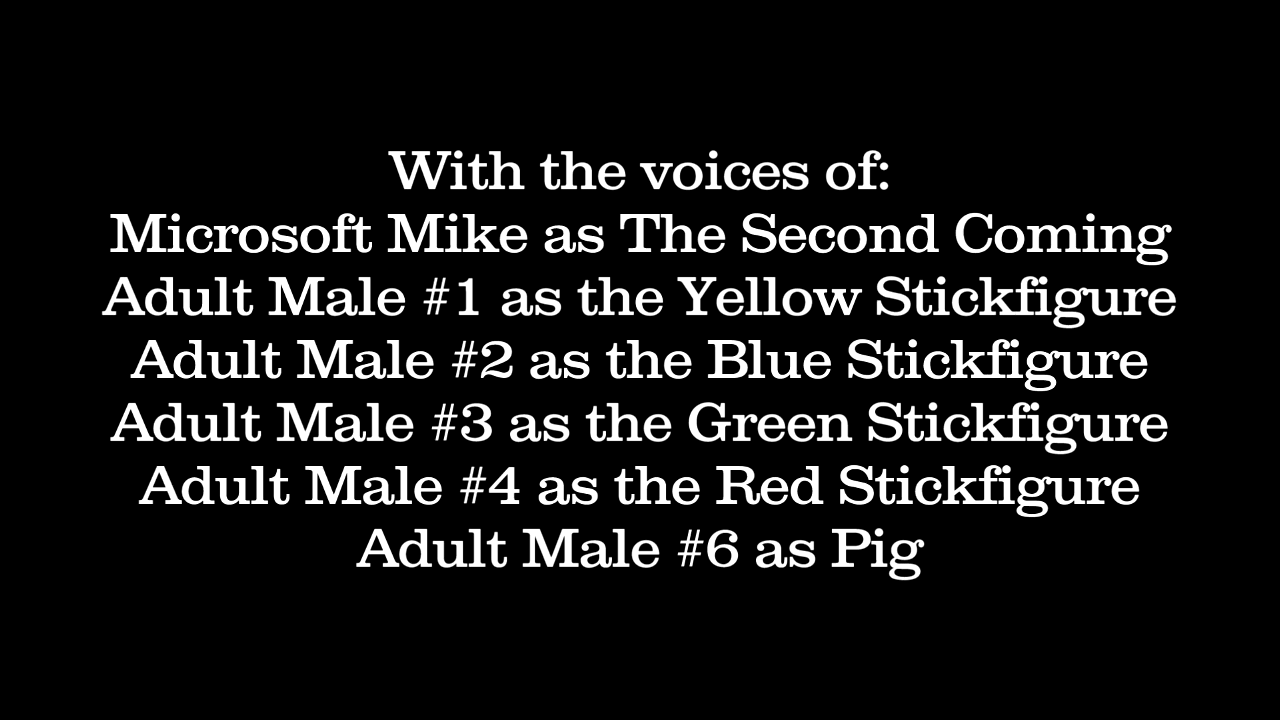 With the voices of:
Microsoft Mike as The Second Coming
Adult Male #1 as the Yellow Stickfigure
Adult Male #2 as the Blue Stickfigure
Adult Male #3 as the Green Stickfigure
Adult Male #4 as the Red Stickfigure
Adult Male #6 as Pig